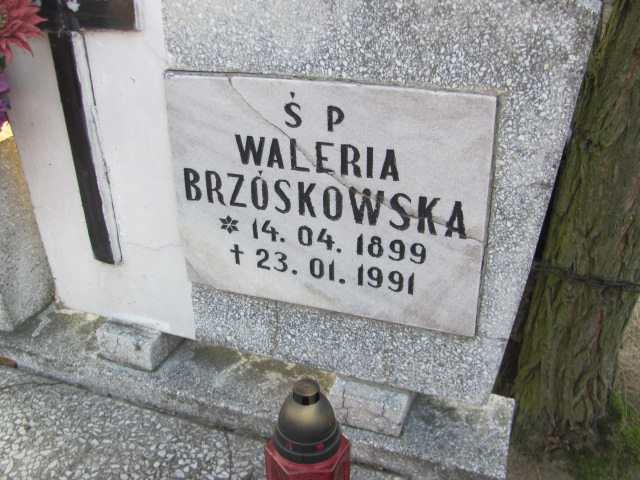 Ś P
WALERIA
BRZÓSKOWSKA
* 14. 04. 1899
† 23. 01. 1991